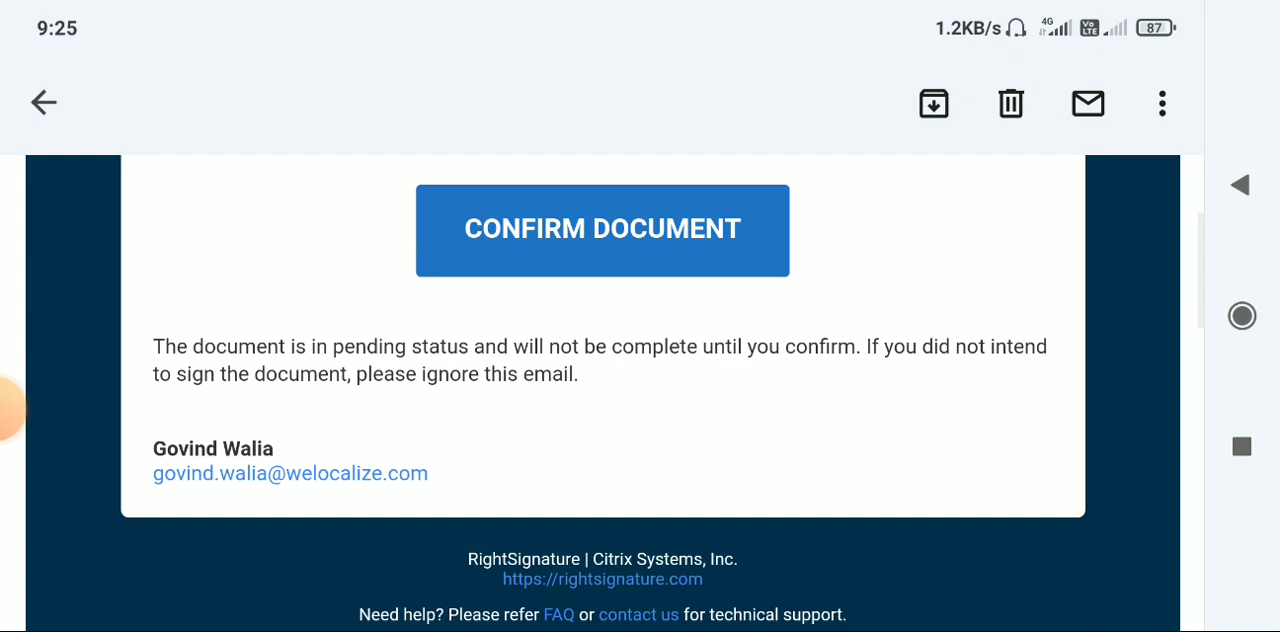 9:25
1.2KB/s 4G Vo LTE 87
CONFIRM DOCUMENT
The document is in pending status and will not be complete until you confirm. If you did not intend
to sign the document, please ignore this email.
Govind Walia
govind.walia@welocalize.com
RightSignature | Citrix Systems, Inc.
https://rightsignature.com
Need help? Please refer FAQ or contact us for technical support.